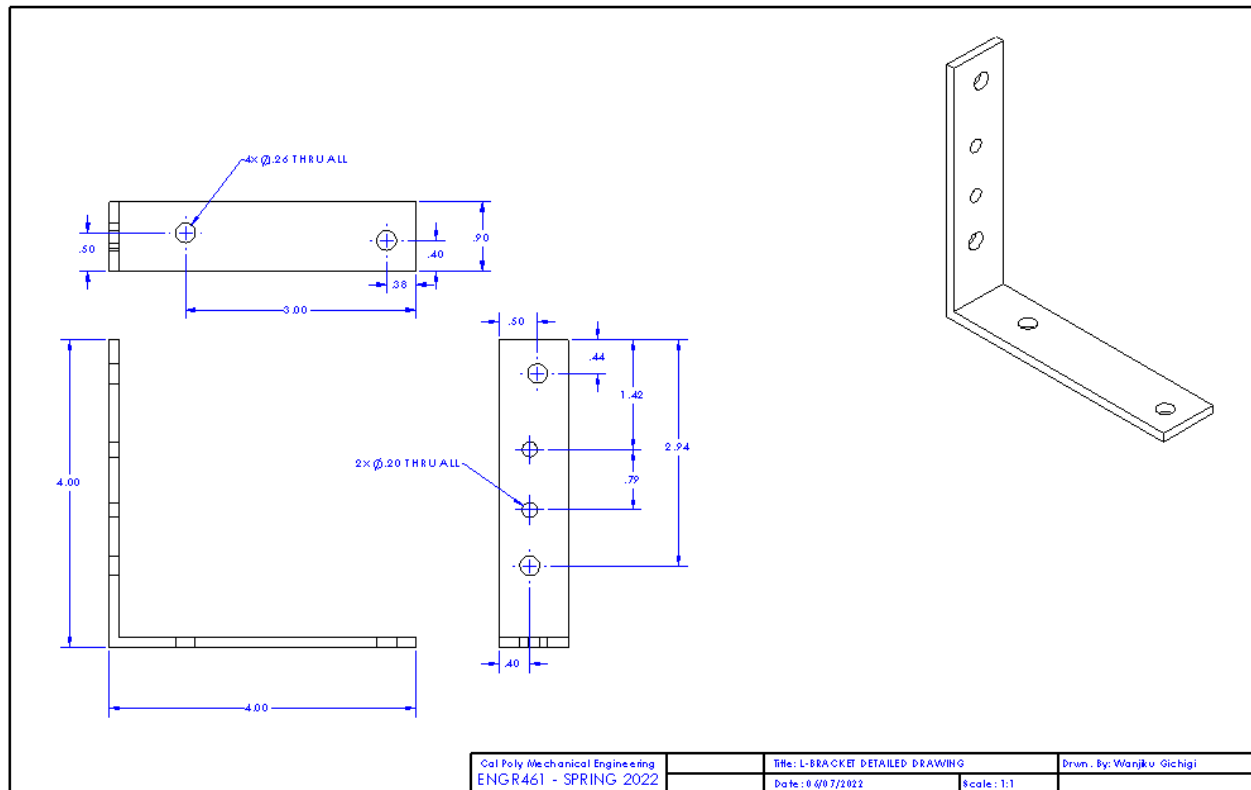 4X Ø.26 THRU ALL
.50
.90
.40
.38
3.00
.50
.44
1.42
2.94
4.00
2X Ø.20 THRU ALL
.79
.40
4.00
Cal Poly Mechanical Engineering
ENGR461 - SPRING 2022
Title: L-BRACKET DETAILED DRAWING
Drwn. By: Wanjiku Gichigi
Date: 06/07/2022
Scale: 1:1